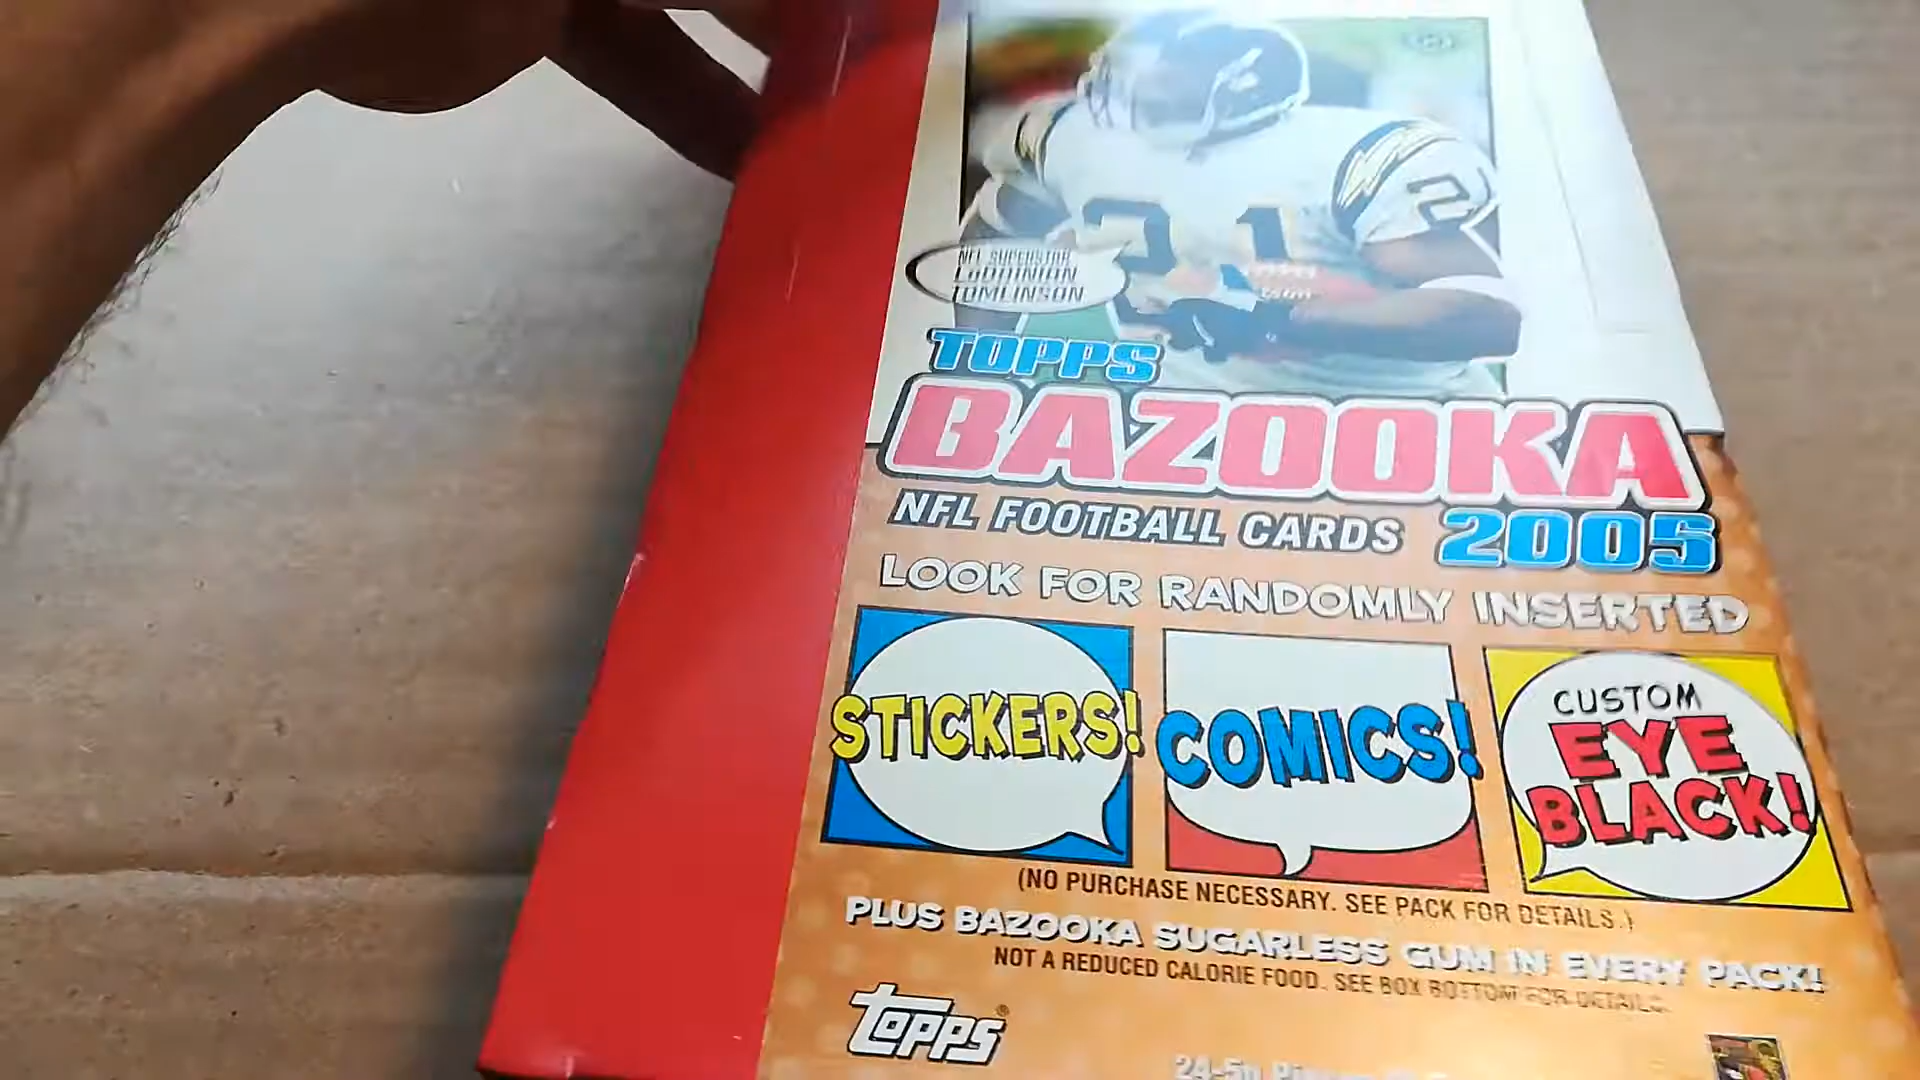 21
2
NFL SUPERSTAR
LaDAINIAN
TOMLINSON
TOPPS
BAZOOKA
NFL FOOTBALL CARDS 2005
LOOK FOR RANDOMLY INSERTED
STICKERS!
COMICS!
CUSTOM
EYE
BLACK!
(NO PURCHASE NECESSARY. SEE PACK FOR DETAILS.)
PLUS BAZOOKA SUGARLESS GUM IN EVERY PACK!
NOT A REDUCED CALORIE FOOD. SEE BOX BOTTOM FOR DETAILS.
Topps®